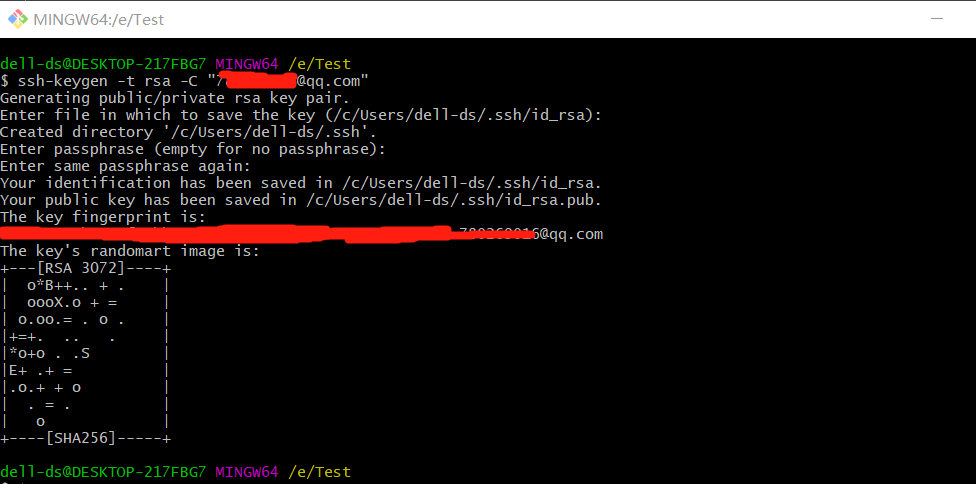 MINGW64:/e/Test
dell-ds@DESKTOP-217FBG7 MINGW64 /e/Test
$ ssh-keygen -t rsa -C "7@qq.com"
Generating public/private rsa key pair.
Enter file in which to save the key (/c/Users/dell-ds/.ssh/id_rsa):
Created directory '/c/Users/dell-ds/.ssh'.
Enter passphrase (empty for no passphrase):
Enter same passphrase again:
Your identification has been saved in /c/Users/dell-ds/.ssh/id_rsa.
Your public key has been saved in /c/Users/dell-ds/.ssh/id_rsa.pub.
The key fingerprint is:
@qq.com
The key's randomart image is:
+---[RSA 3072]----+
|  o*B++.. + .    |
|  oooX.o + =     |
| o.oo.= . o .    |
|+=+.  ..   .     |
|*o+o . .S        |
|E+ .+ =          |
|.o.+ + o         |
|  . = .          |
|   o             |
+----[SHA256]-----+
dell-ds@DESKTOP-217FBG7 MINGW64 /e/Test